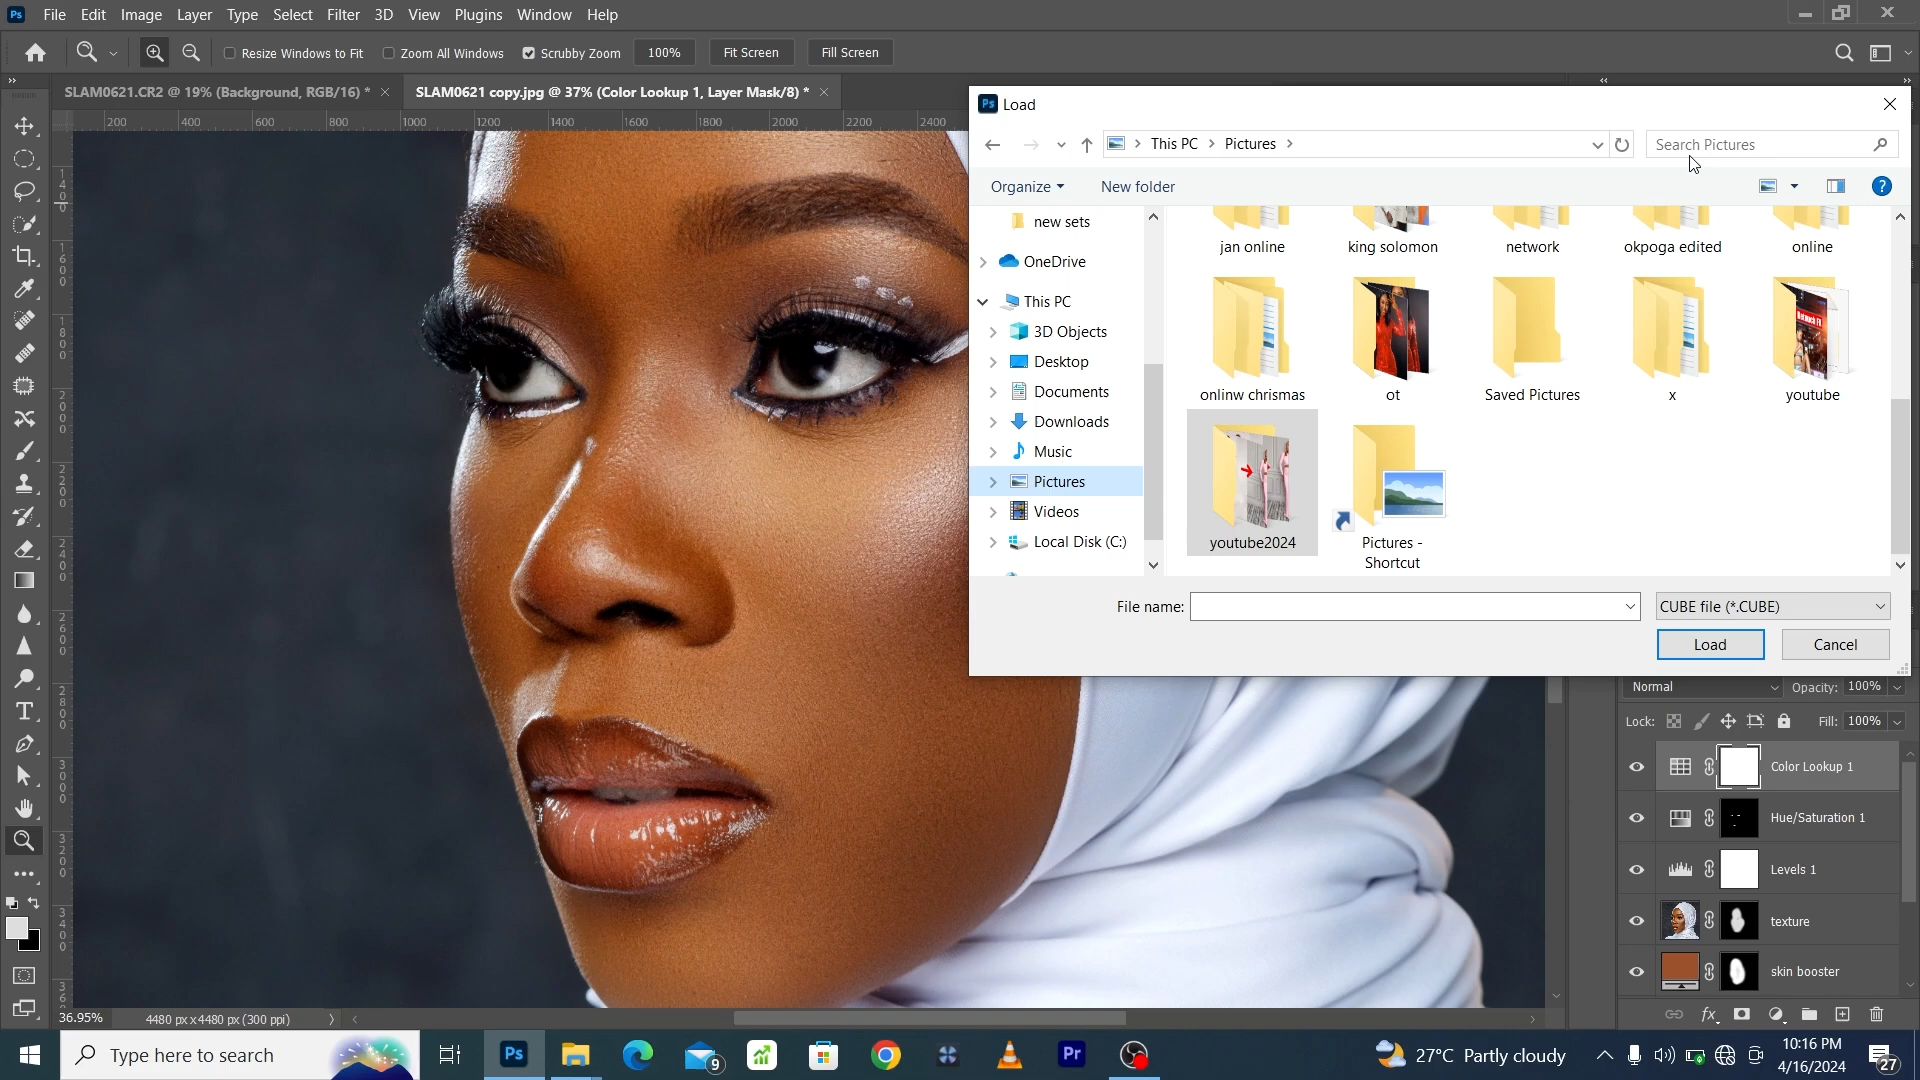 Ps File Edit Image Layer Type Select Filter 3D View Plugins Window Help
Resize Windows to Fit Zoom All Windows Scrubby Zoom 100% Fit Screen Fill Screen
SLAM0621.CR2 @ 19% (Background, RGB/16) * SLAM0621 copy.jpg @ 37% (Color Lookup 1, Layer Mask/8) *
200 400 600 800 1000 1200 1400 1600 1800 2000 2200 2400
Ps Load
This PC Pictures
Search Pictures
Organize New folder
new sets
OneDrive
This PC
3D Objects
Desktop
Documents
Downloads
Music
Pictures
Videos
Local Disk (C:)
jan online king solomon network okpoga edited online
onlinw chrismas ot Saved Pictures x youtube
youtube2024 Pictures -
Shortcut
File name: CUBE file (*.CUBE)
Load Cancel
Normal Opacity: 100%
Lock: Fill: 100%
Color Lookup 1
Hue/Saturation 1
Levels 1
texture
skin booster
36.95% 4480 px x 4480 px (300 ppi)
Type here to search
Ps
9
Pr
27°C Partly cloudy
10:16 PM
4/16/2024
27